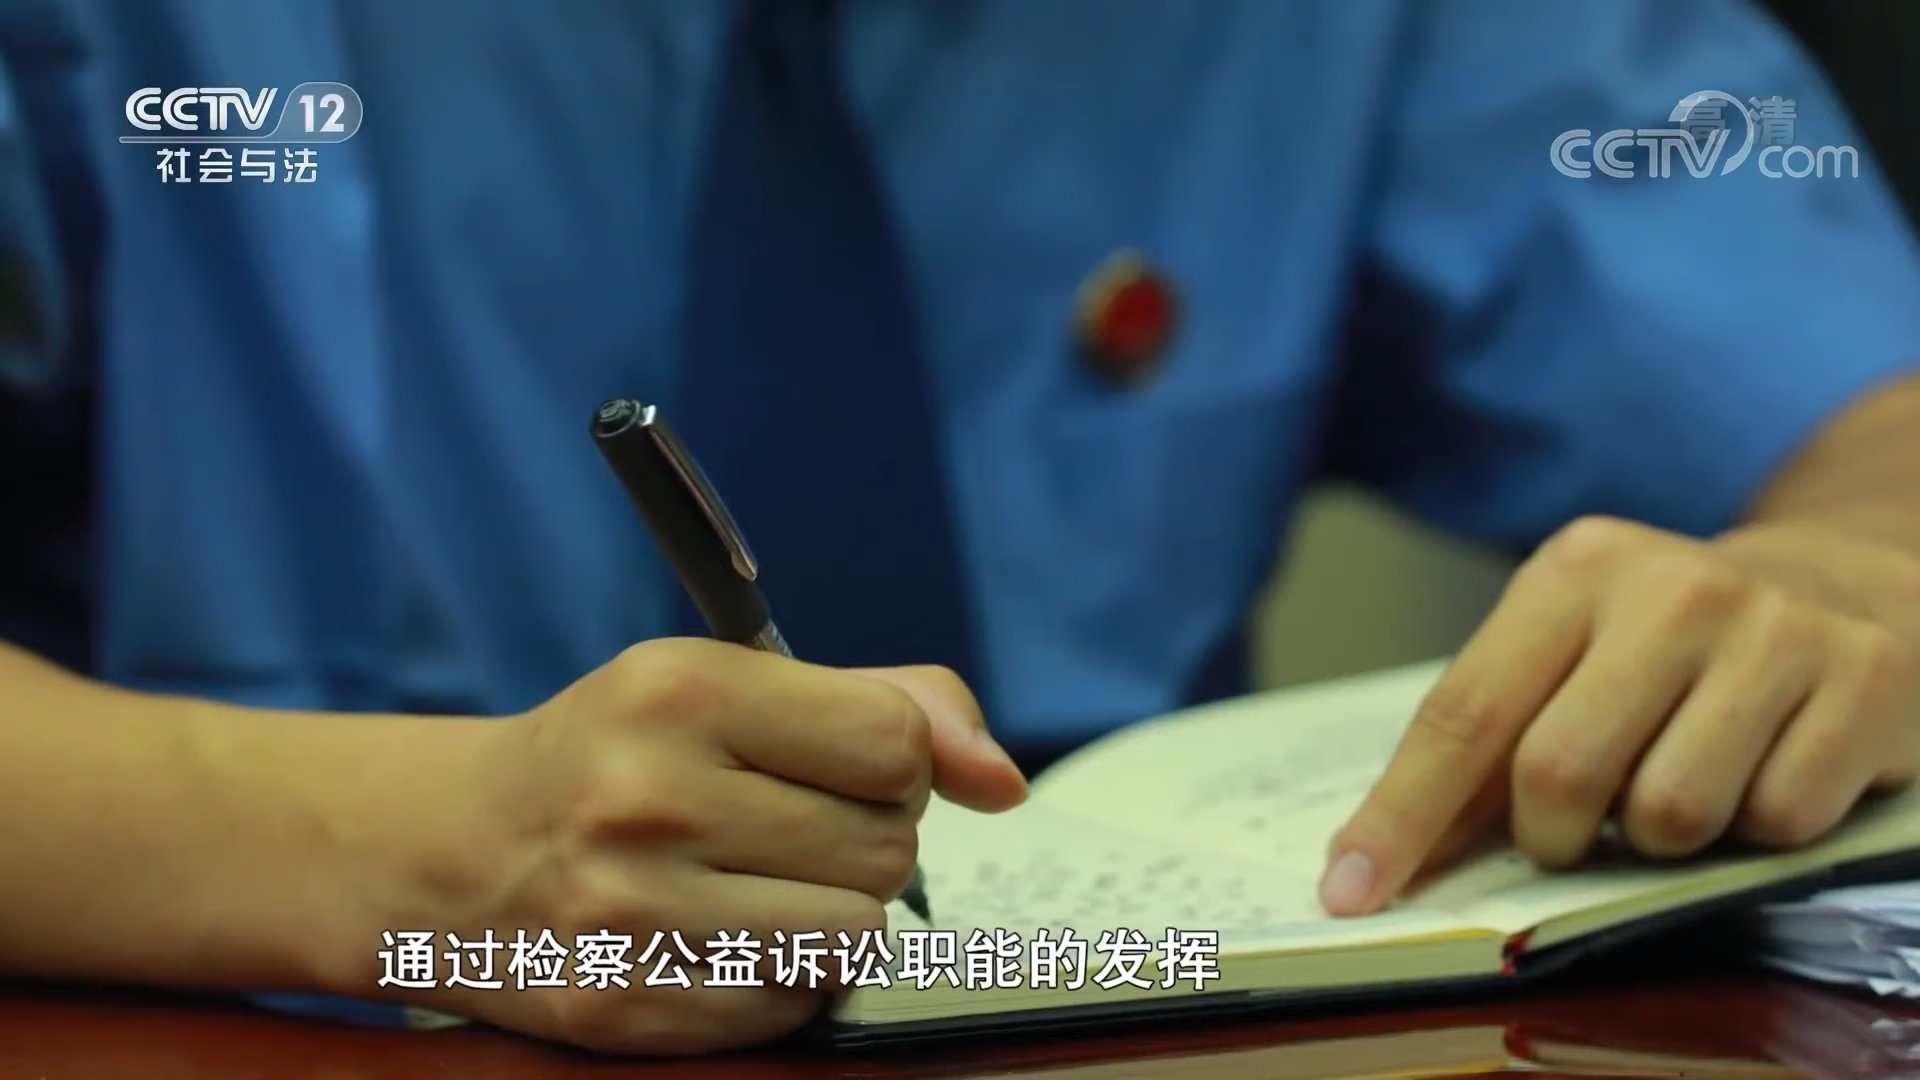 CCTV 12
社会与法
高清
CCTV com
通过检察公益诉讼职能的发挥